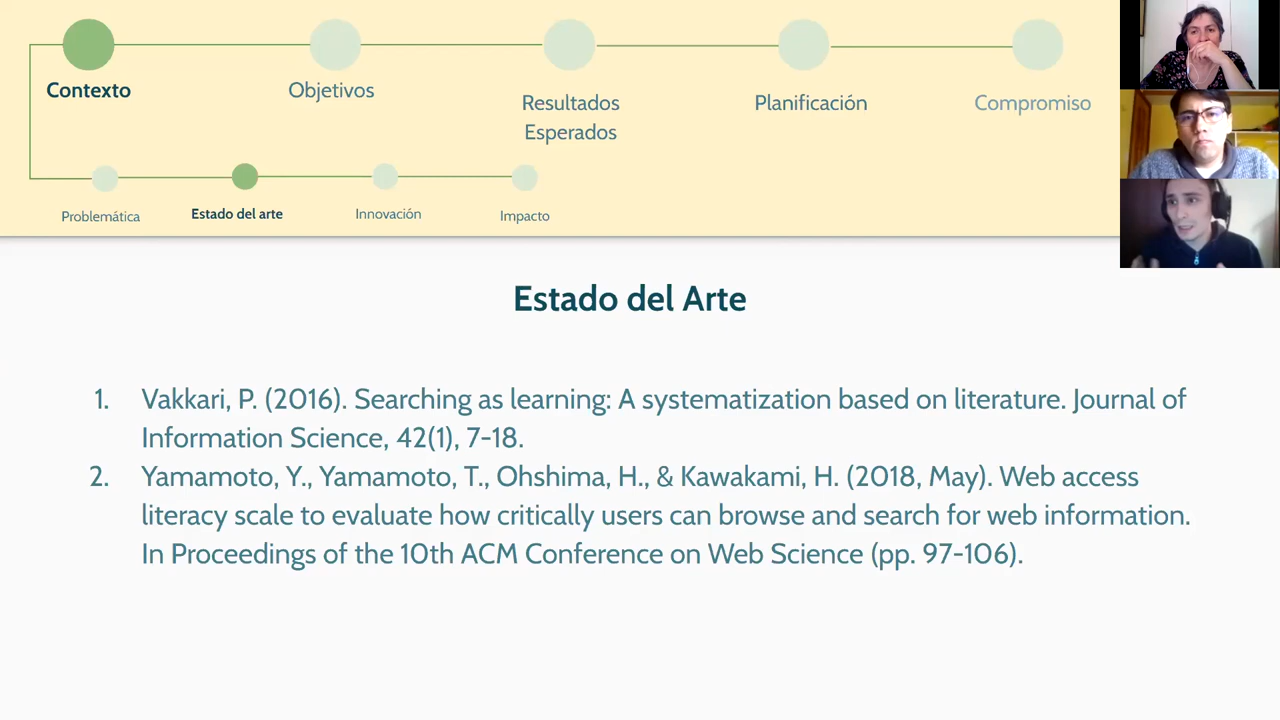 Contexto
Objetivos
Resultados
Esperados
Planificación
Compromiso
Problemática
Estado del arte
Innovación
Impacto
Estado del Arte
1. Vakkari, P. (2016). Searching as learning: A systematization based on literature. Journal of
Information Science, 42(1), 7-18.
2. Yamamoto, Y., Yamamoto, T., Ohshima, H., & Kawakami, H. (2018, May). Web access
literacy scale to evaluate how critically users can browse and search for web information.
In Proceedings of the 10th ACM Conference on Web Science (pp. 97-106).